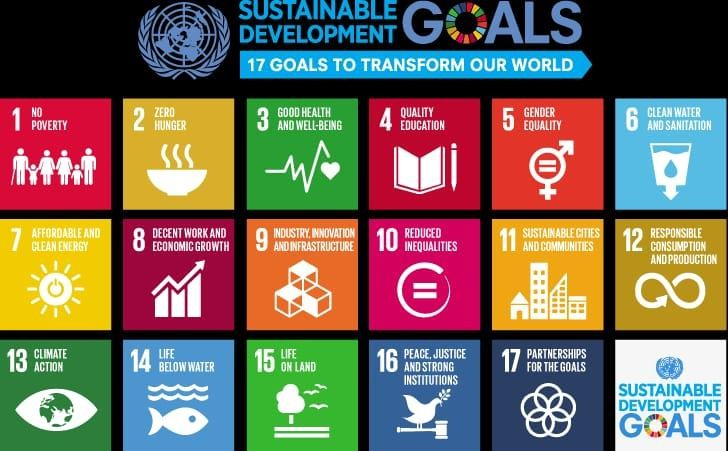 SUSTAINABLE
DEVELOPMENT
GOALS
17 GOALS TO TRANSFORM OUR WORLD
1 NO
POVERTY
2 ZERO
HUNGER
3 GOOD HEALTH
AND WELL-BEING
4 QUALITY
EDUCATION
5 GENDER
EQUALITY
6 CLEAN WATER
AND SANITATION
7 AFFORDABLE AND
CLEAN ENERGY
8 DECENT WORK AND
ECONOMIC GROWTH
9 INDUSTRY, INNOVATION
AND INFRASTRUCTURE
10 REDUCED
INEQUALITIES
11 SUSTAINABLE CITIES
AND COMMUNITIES
12 RESPONSIBLE
CONSUMPTION
AND PRODUCTION
13 CLIMATE
ACTION
14 LIFE
BELOW WATER
15 LIFE
ON LAND
16 PEACE, JUSTICE
AND STRONG
INSTITUTIONS
17 PARTNERSHIPS
FOR THE GOALS
SUSTAINABLE
DEVELOPMENT
GOALS